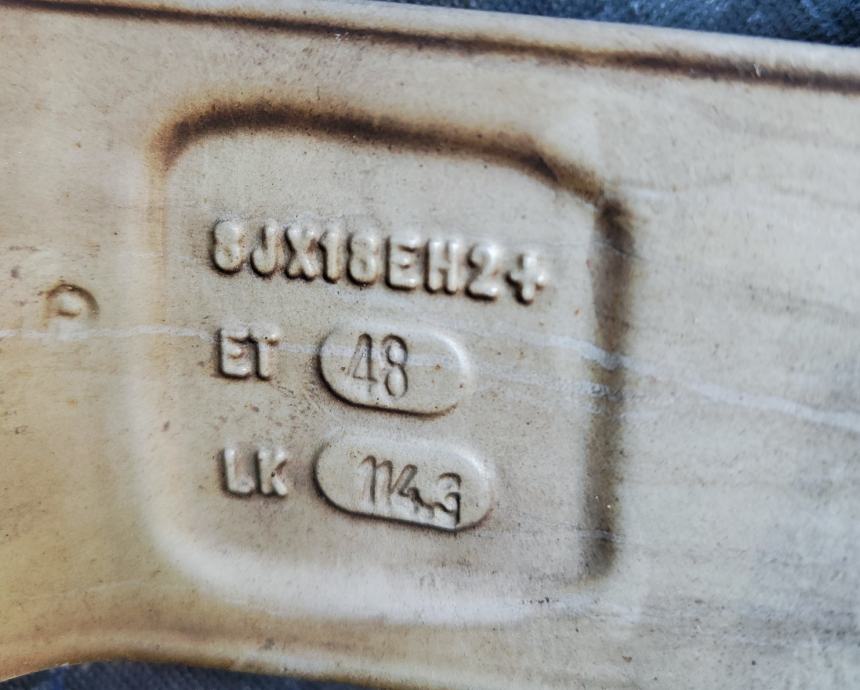 8JX18EH2+
ET 48
LK 114.3